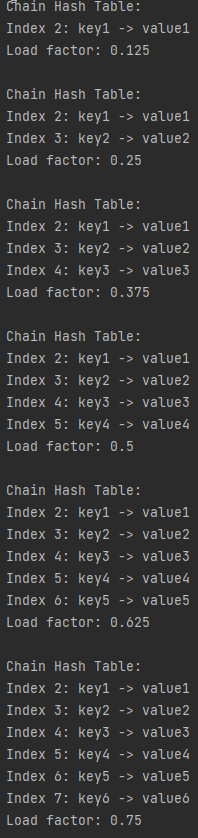 Chain Hash Table:
Index 2: key1 -> value1
Load factor: 0.125
Chain Hash Table:
Index 2: key1 -> value1
Index 3: key2 -> value2
Load factor: 0.25
Chain Hash Table:
Index 2: key1 -> value1
Index 3: key2 -> value2
Index 4: key3 -> value3
Load factor: 0.375
Chain Hash Table:
Index 2: key1 -> value1
Index 3: key2 -> value2
Index 4: key3 -> value3
Index 5: key4 -> value4
Load factor: 0.5
Chain Hash Table:
Index 2: key1 -> value1
Index 3: key2 -> value2
Index 4: key3 -> value3
Index 5: key4 -> value4
Index 6: key5 -> value5
Load factor: 0.625
Chain Hash Table:
Index 2: key1 -> value1
Index 3: key2 -> value2
Index 4: key3 -> value3
Index 5: key4 -> value4
Index 6: key5 -> value5
Index 7: key6 -> value6
Load factor: 0.75